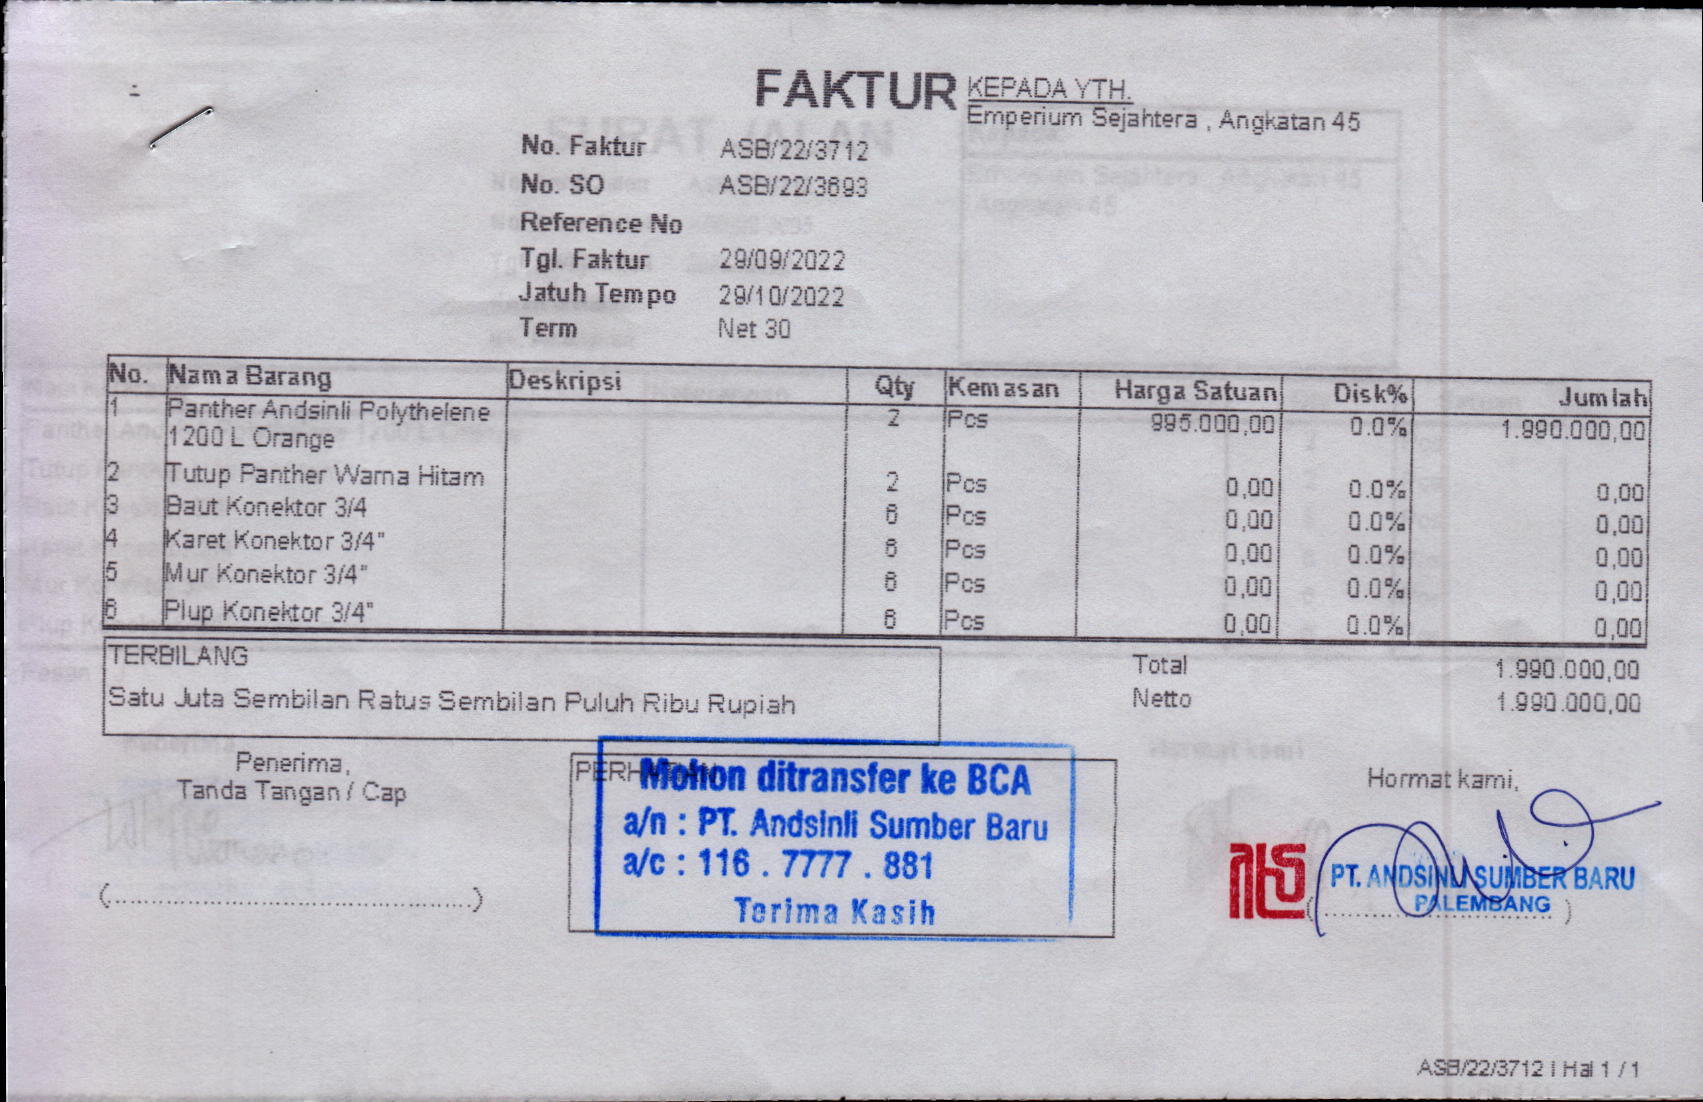 FAKTUR
KEPADA YTH.
Emperium Sejahtera , Angkatan 45
No. Faktur ASB/22/3712
No. SO ASB/22/3693
Reference No
Tgl. Faktur 29/09/2022
Jatuh Tempo 29/10/2022
Term Net 30
No. Nama Barang Deskripsi Qty Kemasan Harga Satuan Disk% Jumlah
1 Panther Andsinli Polythelene 2 Pcs 995.000,00 0.0% 1.990.000,00
1200 L Orange
2 Tutup Panther Warna Hitam 2 Pcs 0,00 0.0% 0,00
3 Baut Konektor 3/4 6 Pcs 0,00 0.0% 0,00
4 Karet Konektor 3/4" 6 Pcs 0,00 0.0% 0,00
5 Mur Konektor 3/4" 6 Pcs 0,00 0.0% 0,00
6 Plup Konektor 3/4" 6 Pcs 0,00 0.0% 0,00
TERBILANG
Satu Juta Sembilan Ratus Sembilan Puluh Ribu Rupiah
Total 1.990.000,00
Netto 1.990.000,00
Penerima,
Tanda Tangan / Cap
(..........................................)
PERHATIAN
Mohon ditransfer ke BCA
a/n : PT. Andsinli Sumber Baru
a/c : 116 . 7777 . 881
Terima Kasih
Hormat kami,
PT. ANDSINLI SUMBER BARU
PALEMBANG
ASB/22/3712 | Hal 1 / 1